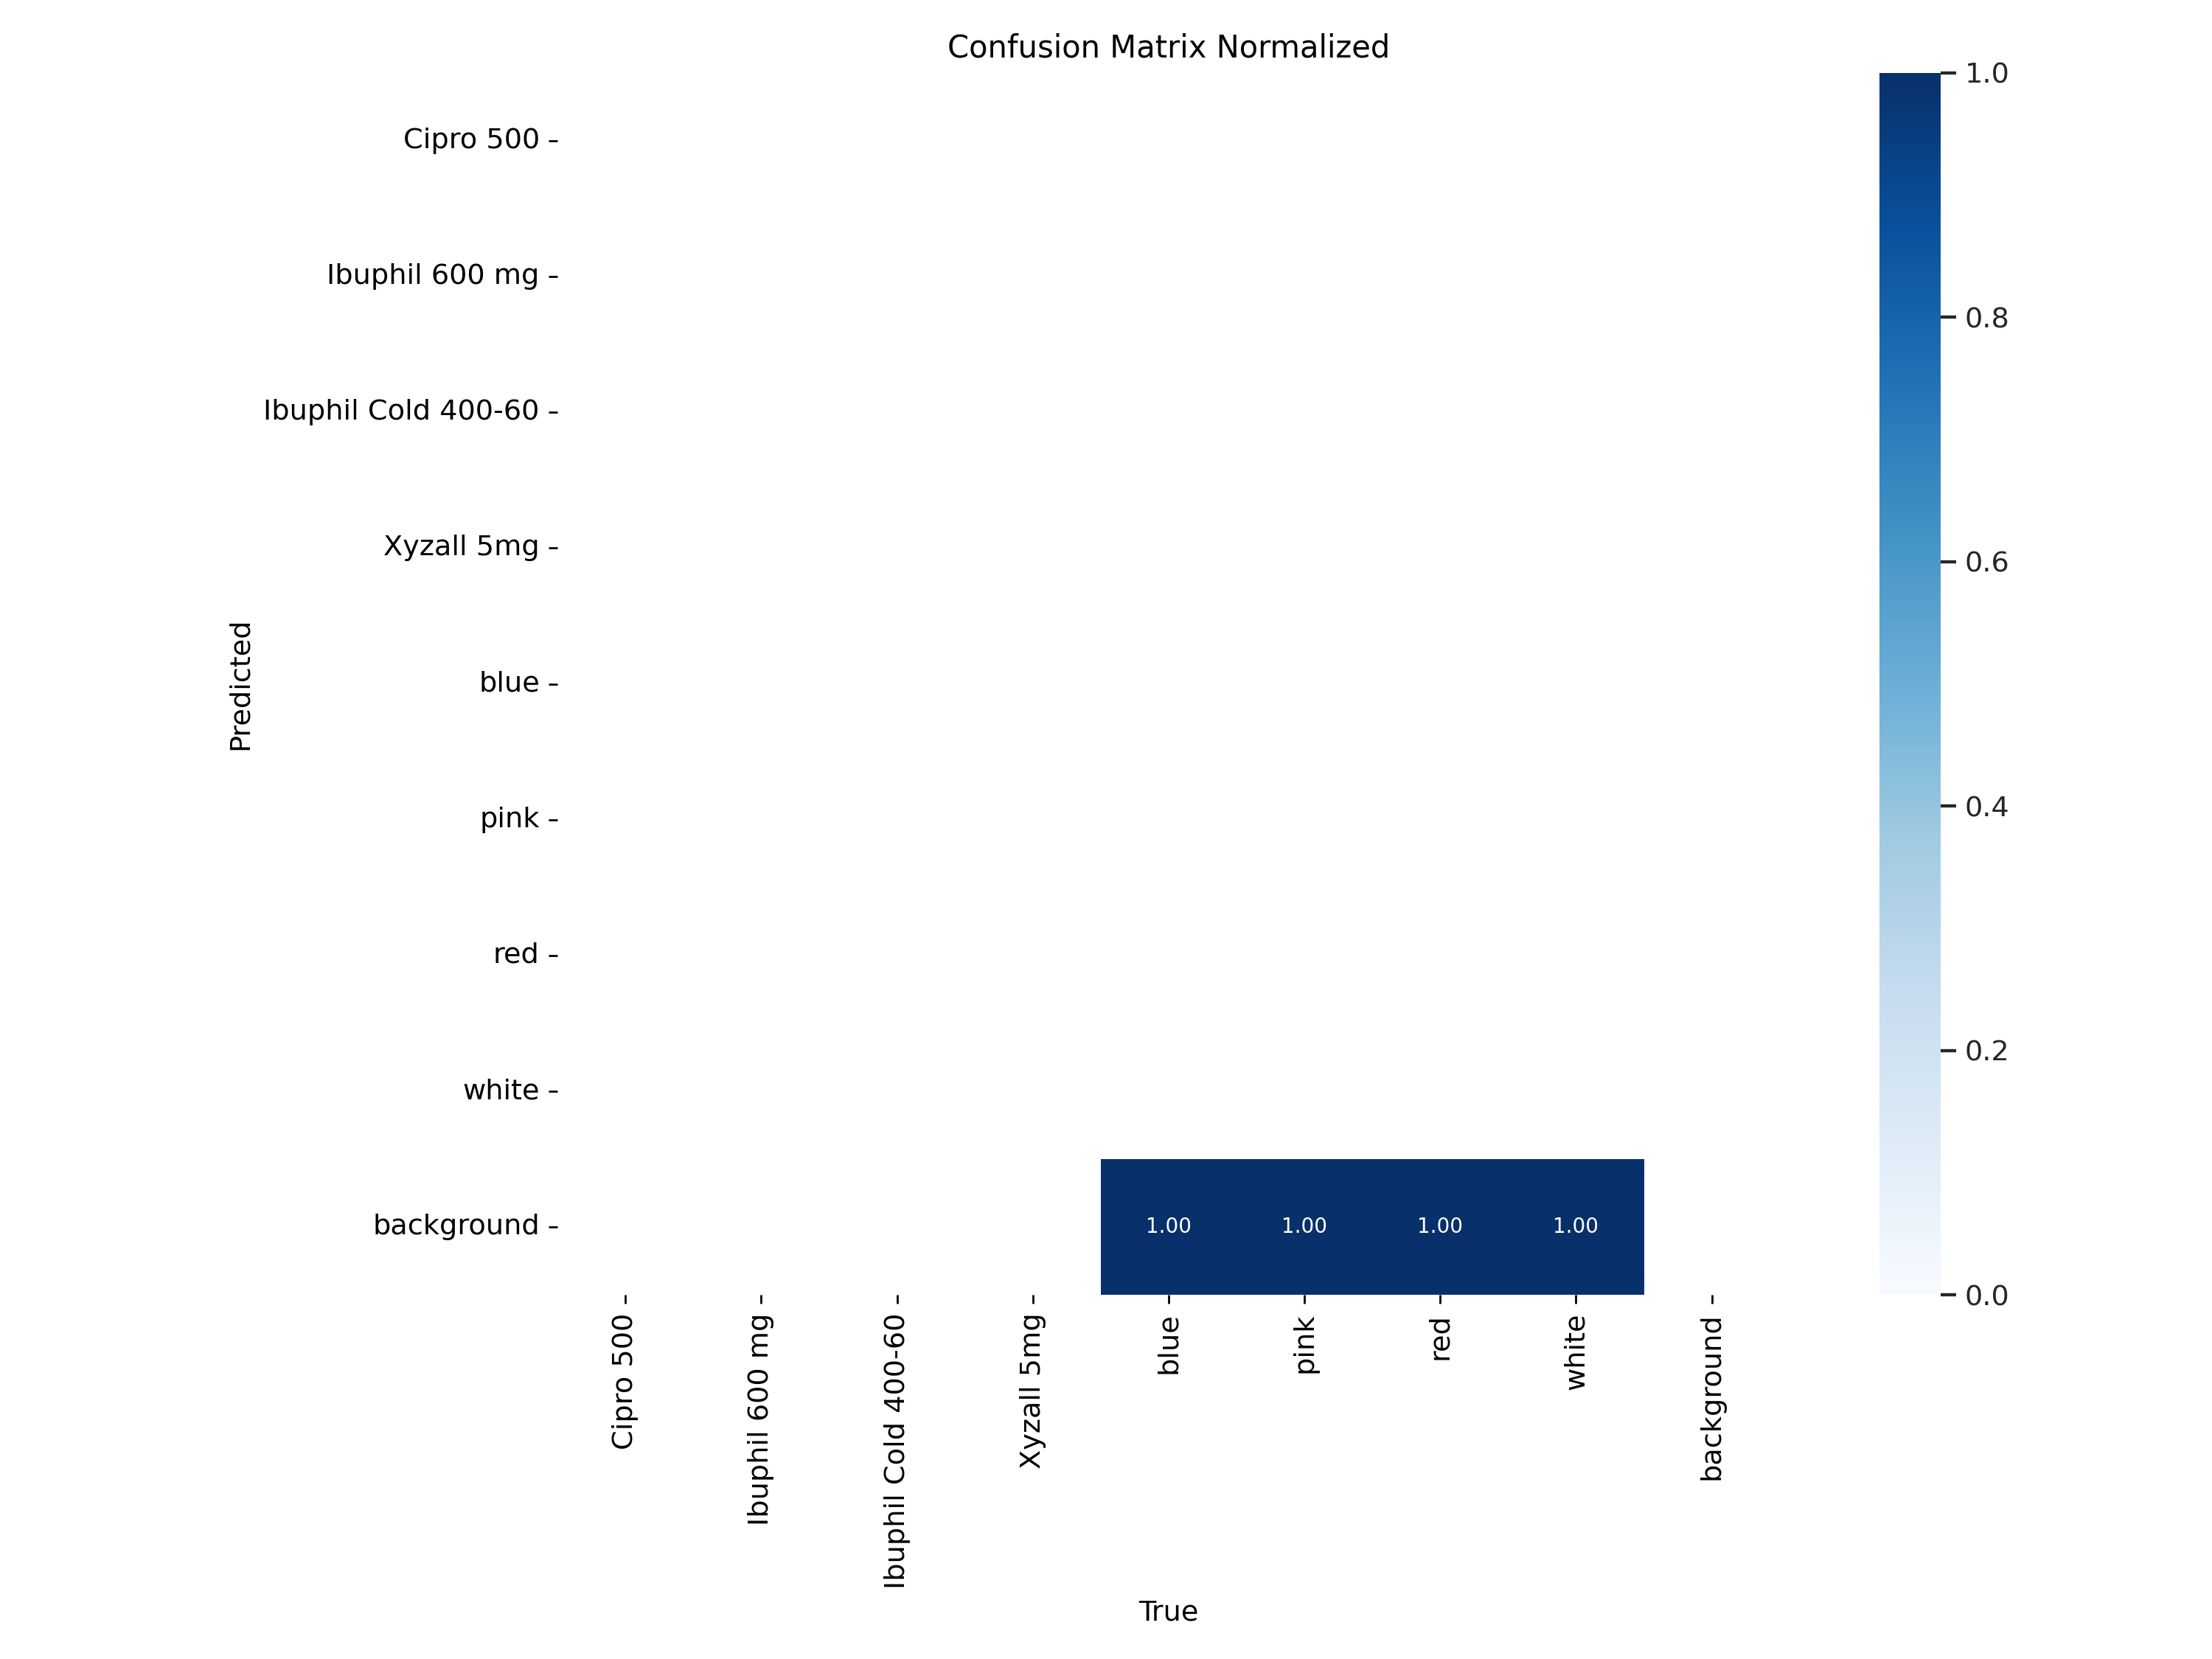 Confusion Matrix Normalized
1.0
0.8
0.6
0.4
0.2
0.0
Predicted
Cipro 500
Ibuphil 600 mg
Ibuphil Cold 400-60
Xyzall 5mg
blue
pink
red
white
background
1.00 1.00 1.00 1.00
Cipro 500
Ibuphil 600 mg
Ibuphil Cold 400-60
Xyzall 5mg
blue
pink
red
white
background
True